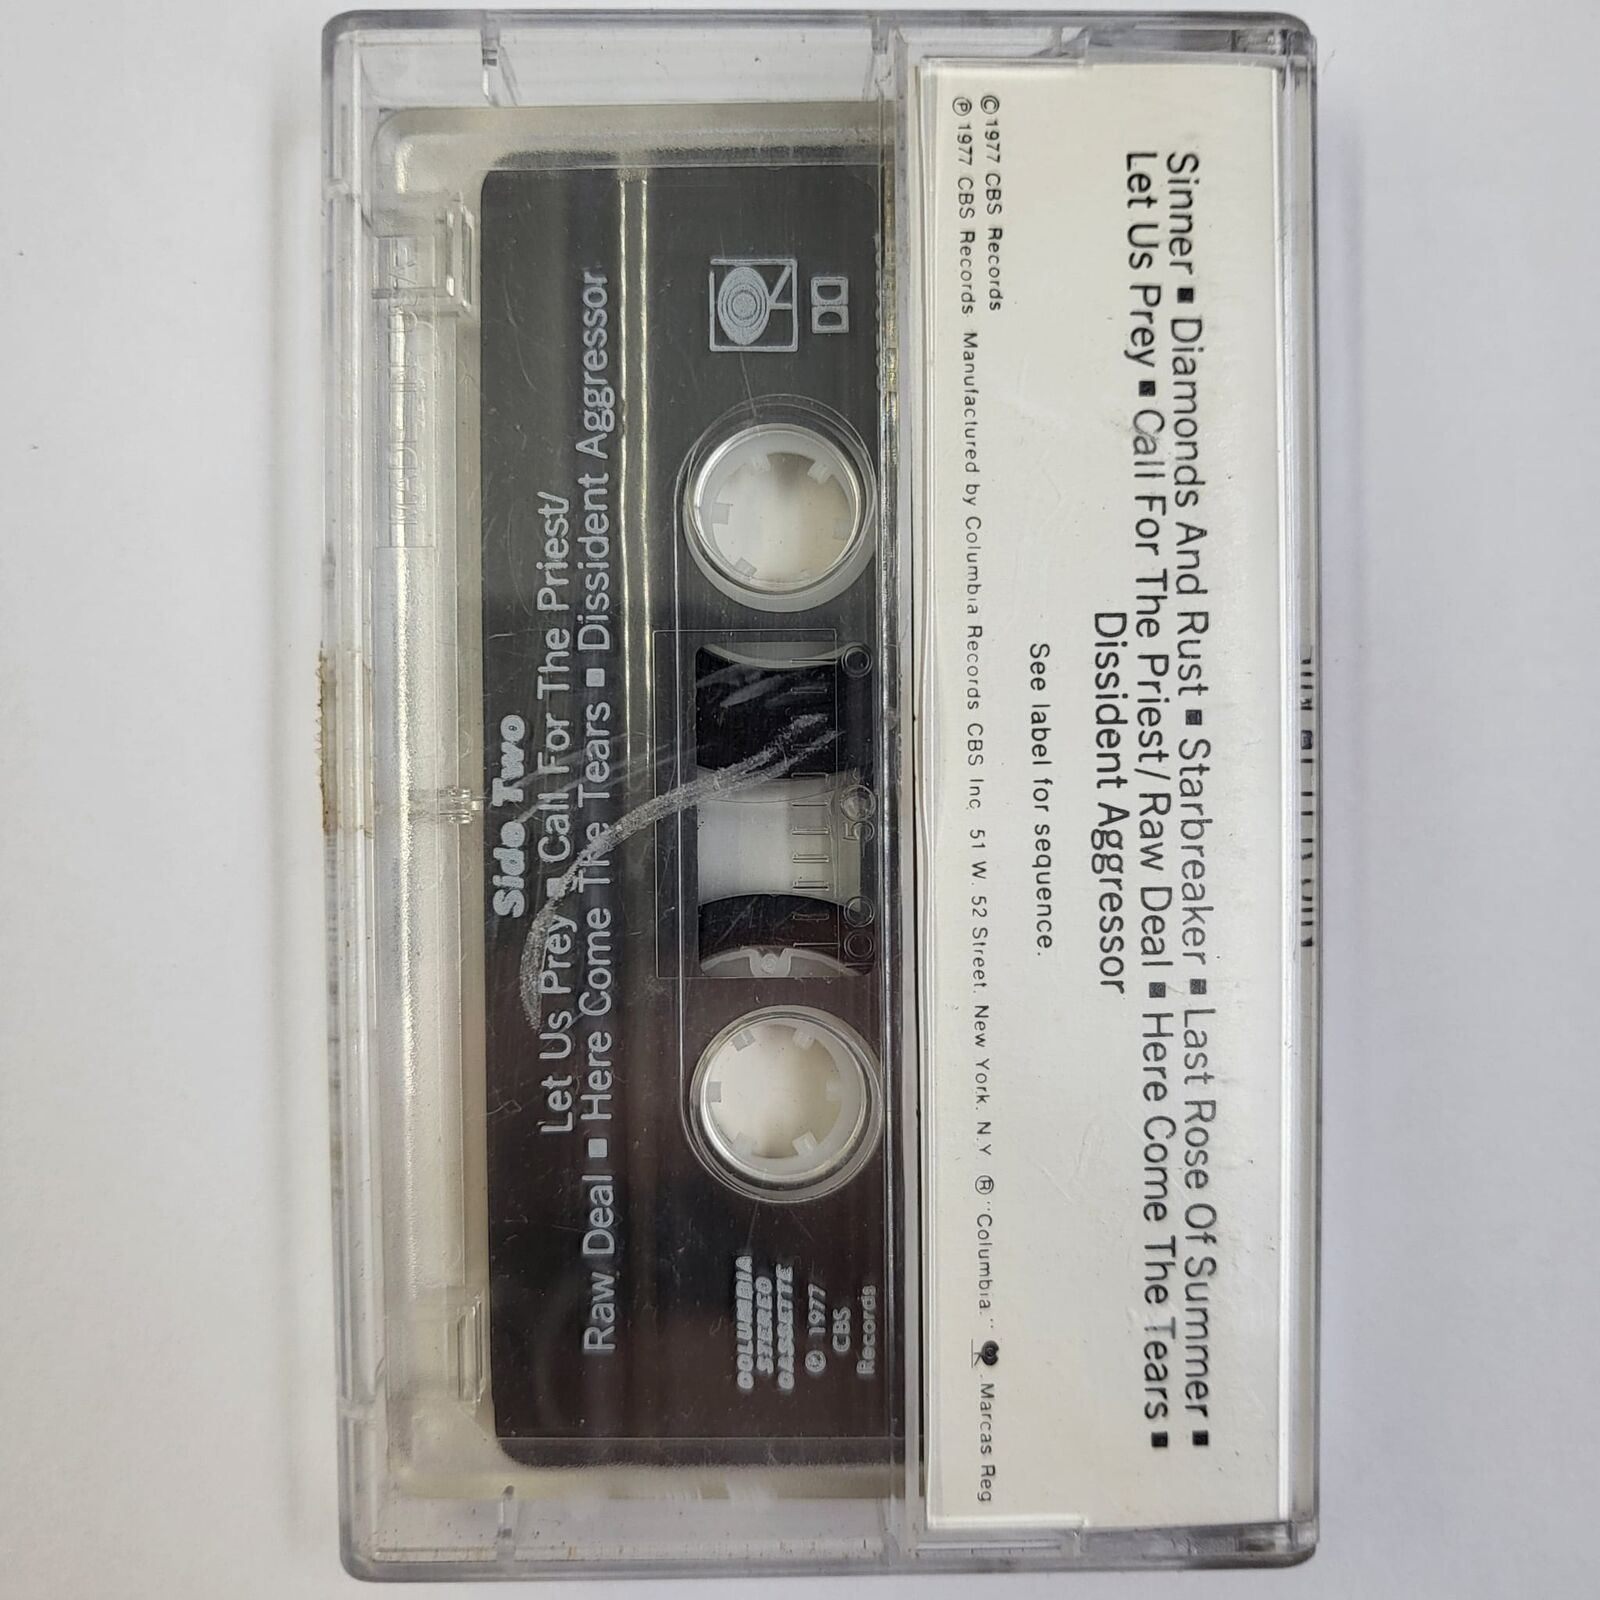 Sinner ▪ Diamonds And Rust ▪ Starbreaker ▪ Last Rose Of Summer ▪
Let Us Prey ▪ Call For The Priest/Raw Deal ▪ Here Come The Tears ▪
Dissident Aggressor
See label for sequence.
©1977 CBS Records
℗1977 CBS Records Manufactured by Columbia Records CBS Inc. 51 W. 52 Street. New York. N.Y ® "Columbia." Marcas Reg
Side Two
Let Us Prey ▪ Call For The Priest/
Raw Deal ▪ Here Come The Tears ▪ Dissident Aggressor
0 50 100
COLUMBIA
STEREO
CASSETTE
℗ 1977
CBS
Records